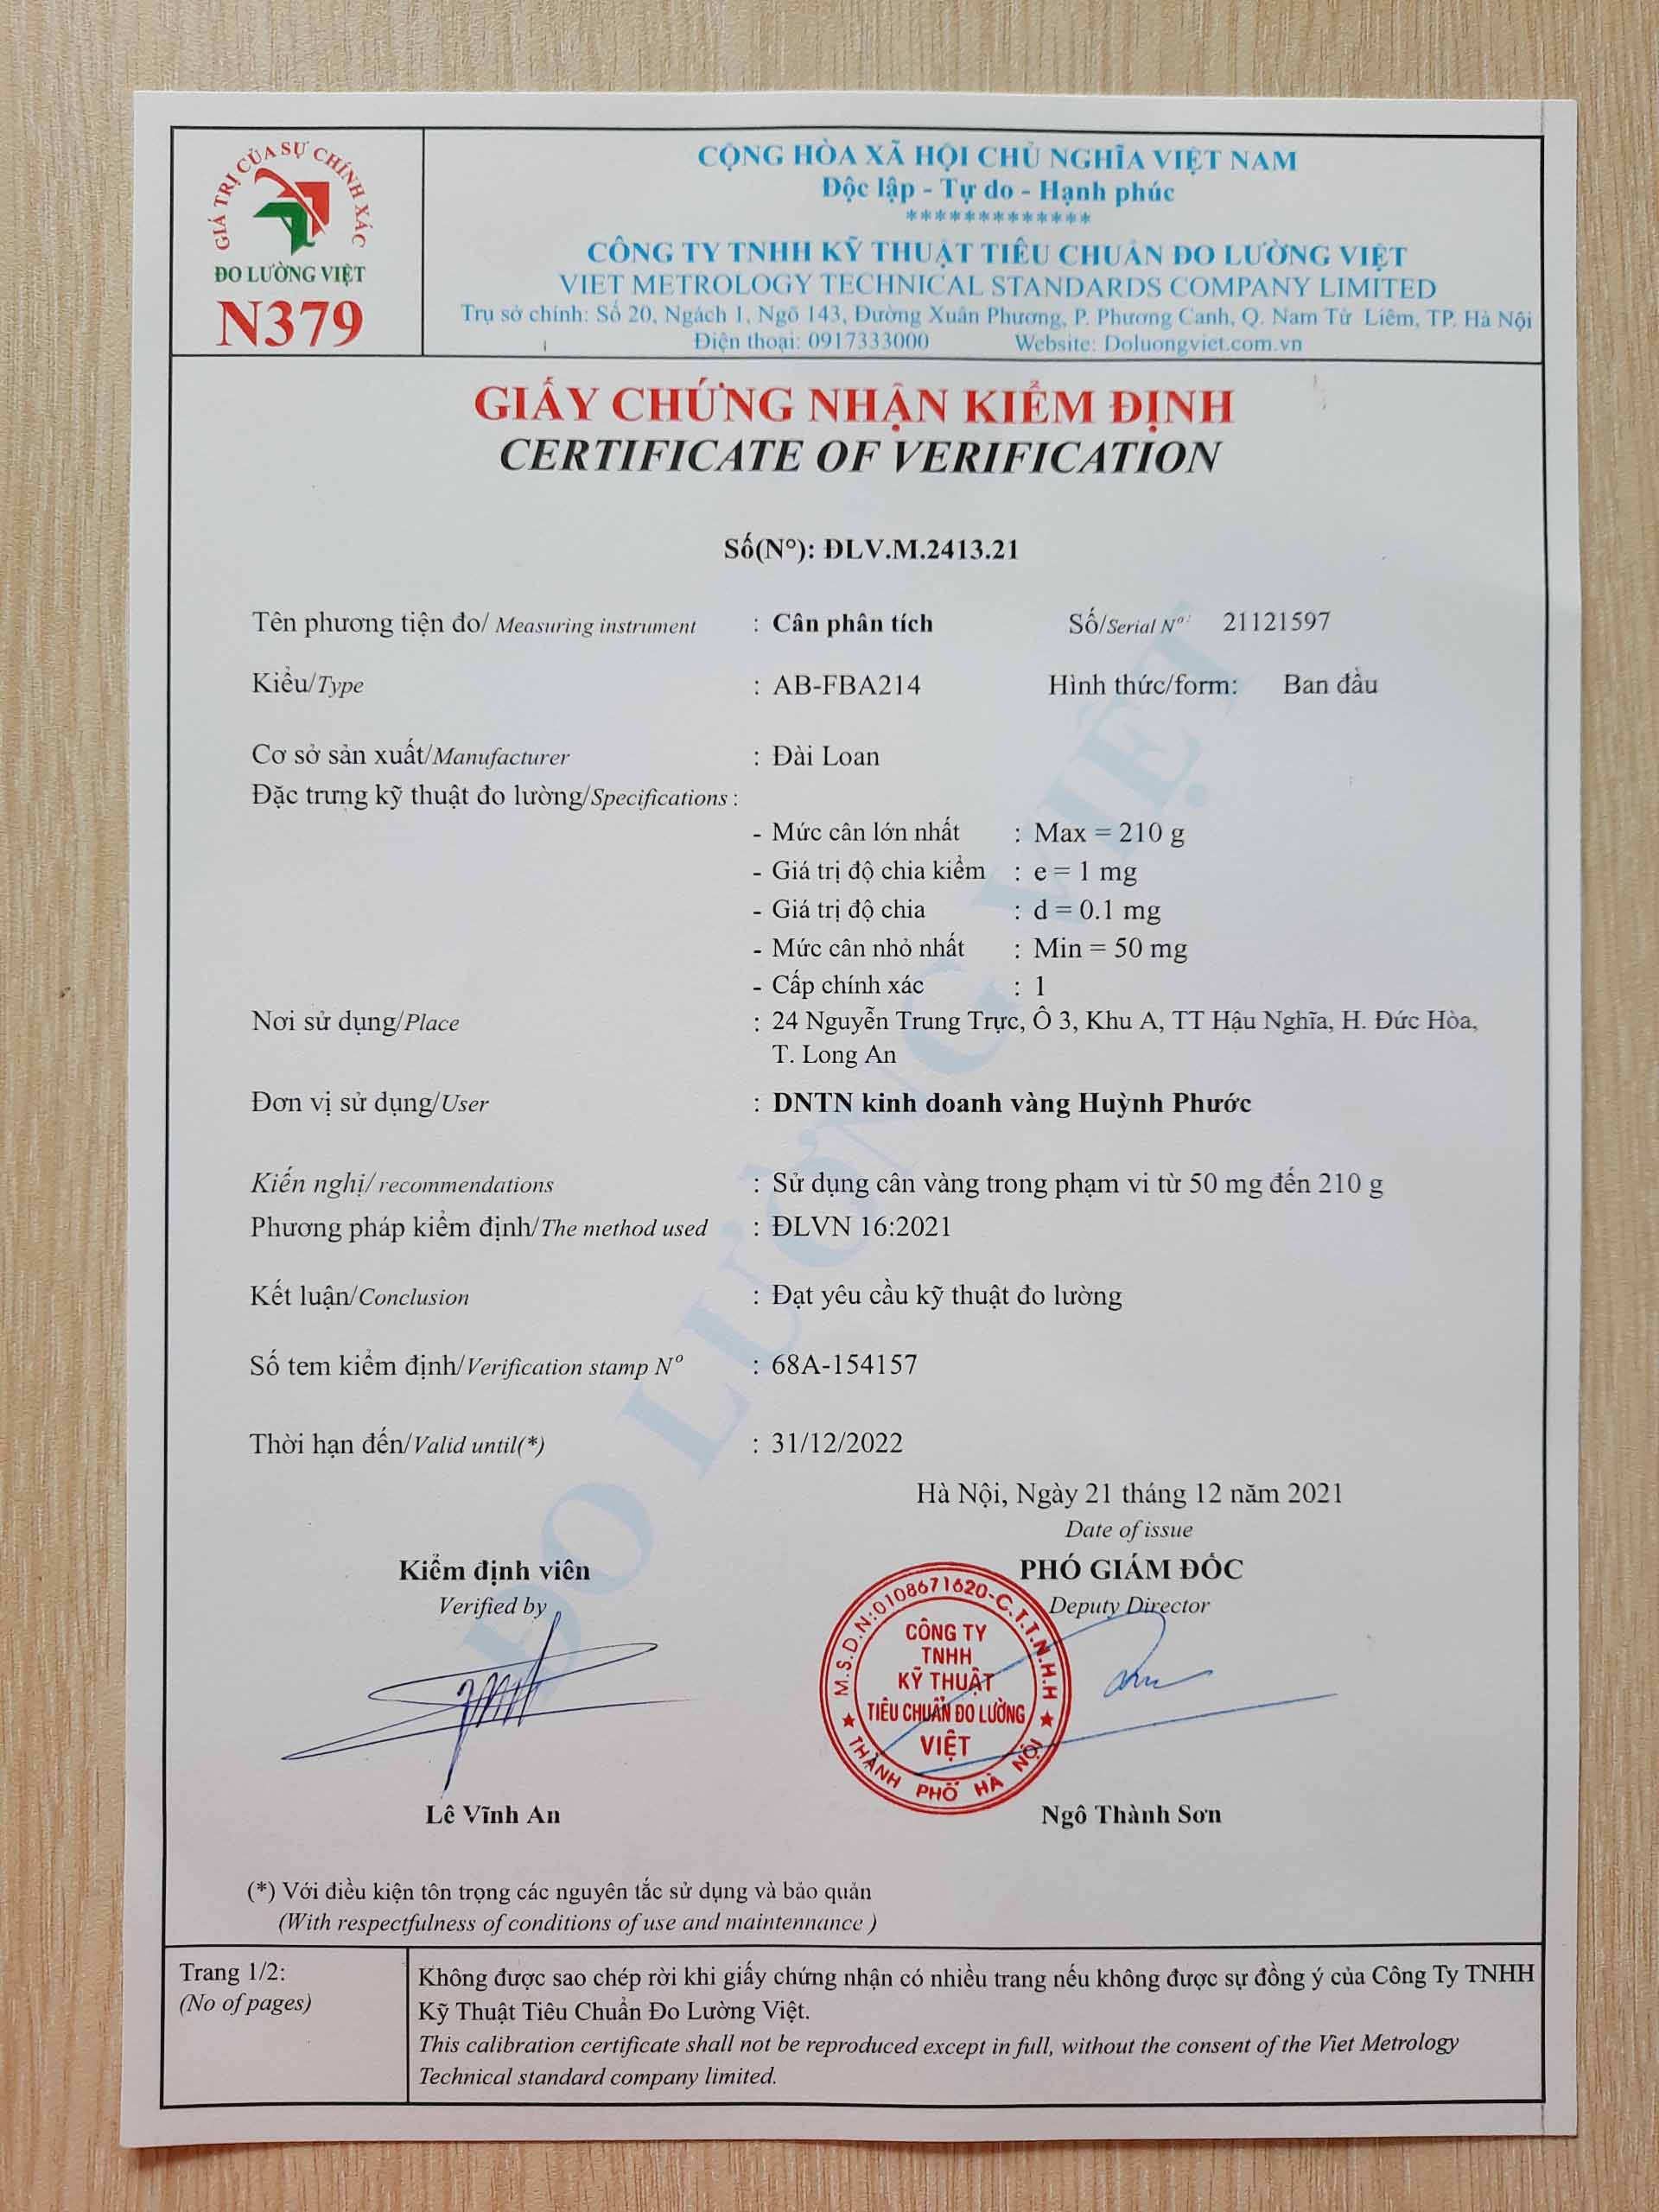 GIÁ TRỊ CỦA SỰ CHÍNH XÁC
ĐO LƯỜNG VIỆT
N379
CỘNG HÒA XÃ HỘI CHỦ NGHĨA VIỆT NAM
Độc lập - Tự do - Hạnh phúc
*************
CÔNG TY TNHH KỸ THUẬT TIÊU CHUẨN ĐO LƯỜNG VIỆT
VIET METROLOGY TECHNICAL STANDARDS COMPANY LIMITED
Trụ sở chính: Số 20, Ngách 1, Ngõ 143, Đường Xuân Phương, P. Phương Canh, Q. Nam Từ Liêm, TP. Hà Nội
Điện thoại: 0917333000 Website: Doluongviet.com.vn
GIẤY CHỨNG NHẬN KIỂM ĐỊNH
CERTIFICATE OF VERIFICATION
Số(N°): ĐLV.M.2413.21
Tên phương tiện đo/ Measuring instrument : Cân phân tích Số/Serial N°: 21121597
Kiểu/Type : AB-FBA214 Hình thức/form: Ban đầu
Cơ sở sản xuất/Manufacturer : Đài Loan
Đặc trưng kỹ thuật đo lường/Specifications :
- Mức cân lớn nhất : Max = 210 g
- Giá trị độ chia kiểm : e = 1 mg
- Giá trị độ chia : d = 0.1 mg
- Mức cân nhỏ nhất : Min = 50 mg
- Cấp chính xác : 1
Nơi sử dụng/Place : 24 Nguyễn Trung Trực, Ô 3, Khu A, TT Hậu Nghĩa, H. Đức Hòa,
T. Long An
Đơn vị sử dụng/User : DNTN kinh doanh vàng Huỳnh Phước
Kiến nghị/ recommendations : Sử dụng cân vàng trong phạm vi từ 50 mg đến 210 g
Phương pháp kiểm định/The method used : ĐLVN 16:2021
Kết luận/Conclusion : Đạt yêu cầu kỹ thuật đo lường
Số tem kiểm định/Verification stamp N° : 68A-154157
Thời hạn đến/Valid until(*) : 31/12/2022
Hà Nội, Ngày 21 tháng 12 năm 2021
Date of issue
Kiểm định viên PHÓ GIÁM ĐỐC
Verified by Deputy Director
M.S.D.N:0108671620-C.T.T.N.H.H
CÔNG TY
TNHH
KỸ THUẬT
TIÊU CHUẨN ĐO LƯỜNG
VIỆT
THÀNH PHỐ HÀ NỘI
Lê Vĩnh An Ngô Thành Sơn
(*) Với điều kiện tôn trọng các nguyên tắc sử dụng và bảo quản
(With respectfulness of conditions of use and maintennance )
Trang 1/2:
(No of pages)
Không được sao chép rời khi giấy chứng nhận có nhiều trang nếu không được sự đồng ý của Công Ty TNHH
Kỹ Thuật Tiêu Chuẩn Đo Lường Việt.
This calibration certificate shall not be reproduced except in full, without the consent of the Viet Metrology
Technical standard company limited.
ĐO LƯỜNG VIỆT